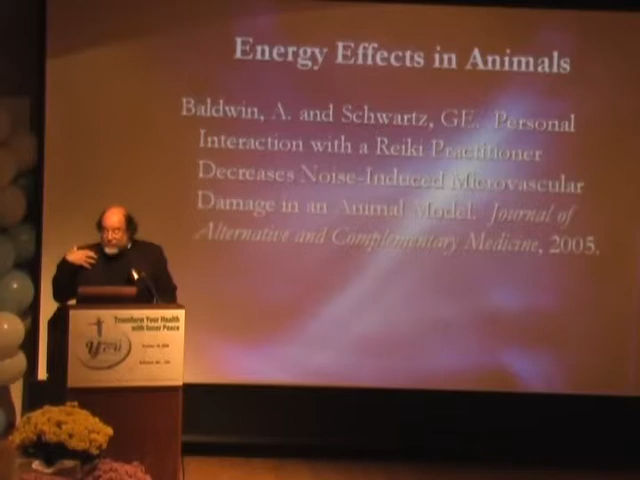 Energy Effects in Animals
Baldwin, A. and Schwartz, GE. Personal
Interaction with a Reiki Practitioner
Decreases Noise-Induced Microvascular
Damage in an Animal Model. Journal of
Alternative and Complementary Medicine, 2005.
Transform Your Health
with Inner Peace